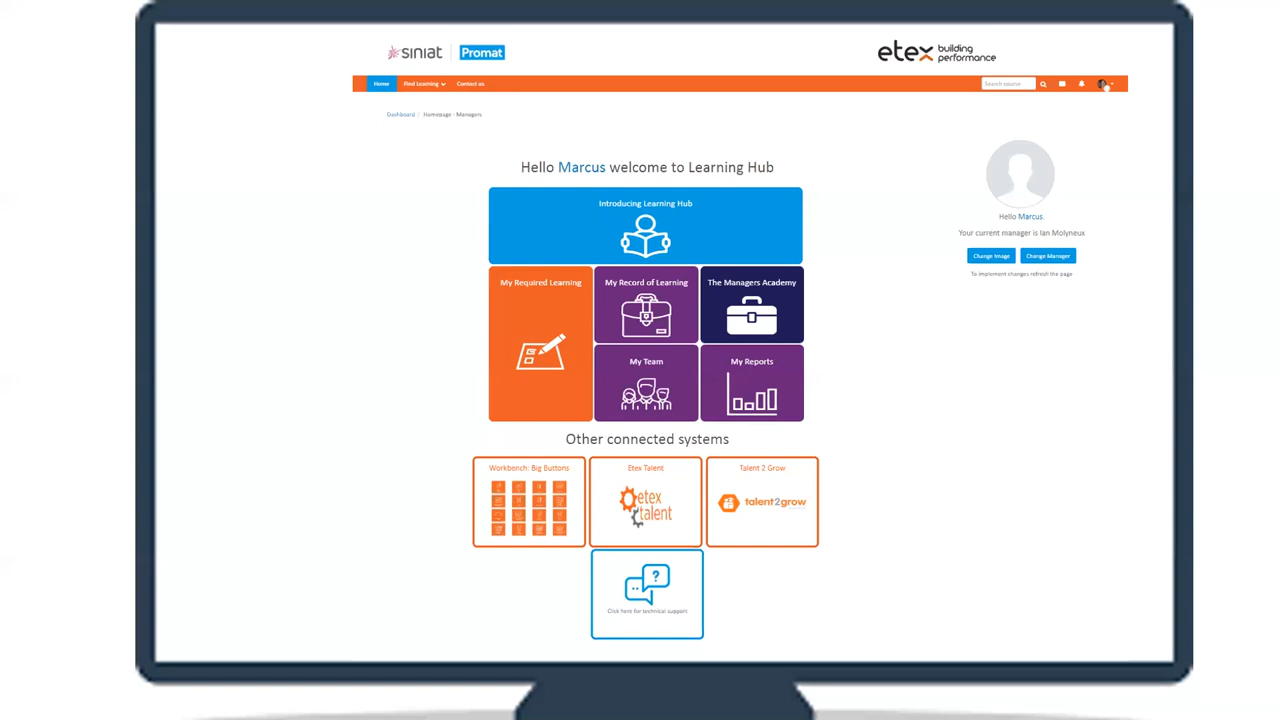 siniat Promat
etex building
performance
Home Find Learning Contact us
Search course
Dashboard / Homepage - Managers
Hello Marcus welcome to Learning Hub
Introducing Learning Hub
My Required Learning
My Record of Learning
The Managers Academy
My Team
My Reports
Hello Marcus.
Your current manager is Ian Molyneux
Change Image Change Manager
To implement changes refresh the page
Other connected systems
Workbench: Big Buttons
Etex Talent
etex
talent
Talent 2 Grow
talent2grow
?
Click here for technical support